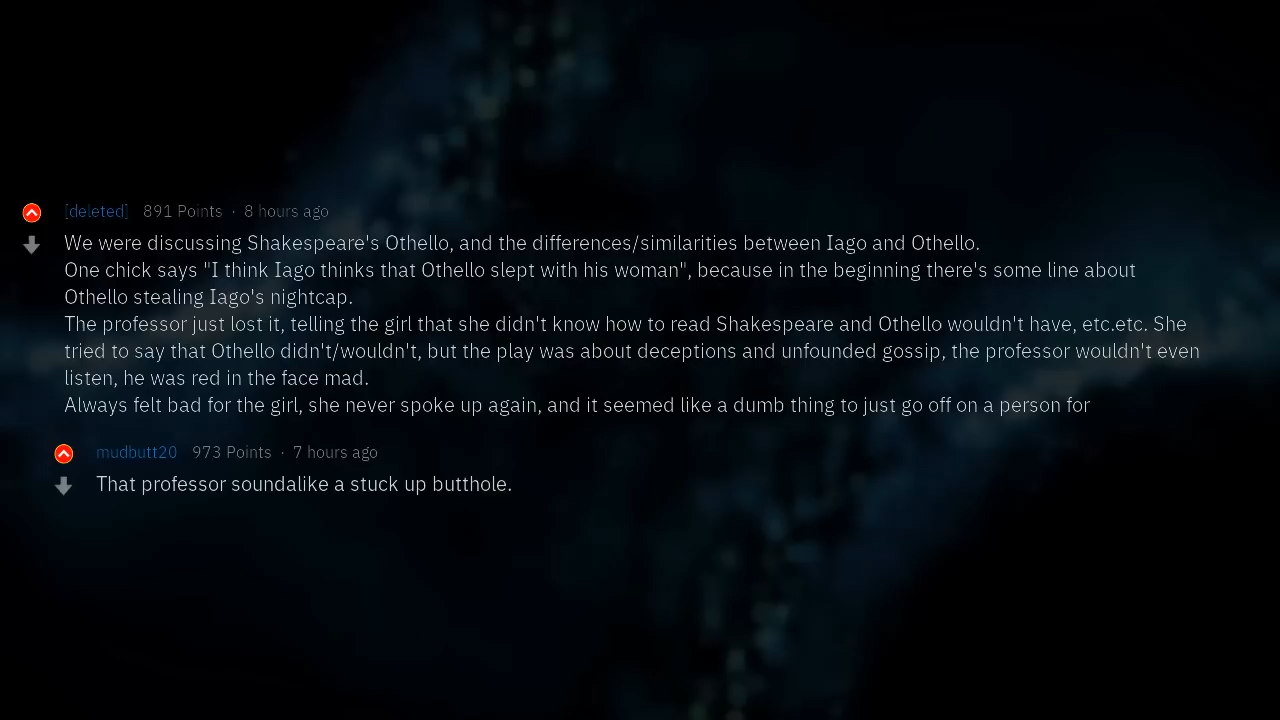 [deleted] 891 Points · 8 hours ago
We were discussing Shakespeare's Othello, and the differences/similarities between Iago and Othello.
One chick says "I think Iago thinks that Othello slept with his woman", because in the beginning there's some line about
Othello stealing Iago's nightcap.
The professor just lost it, telling the girl that she didn't know how to read Shakespeare and Othello wouldn't have, etc.etc. She
tried to say that Othello didn't/wouldn't, but the play was about deceptions and unfounded gossip, the professor wouldn't even
listen, he was red in the face mad.
Always felt bad for the girl, she never spoke up again, and it seemed like a dumb thing to just go off on a person for
mudbutt20 973 Points · 7 hours ago
That professor soundalike a stuck up butthole.